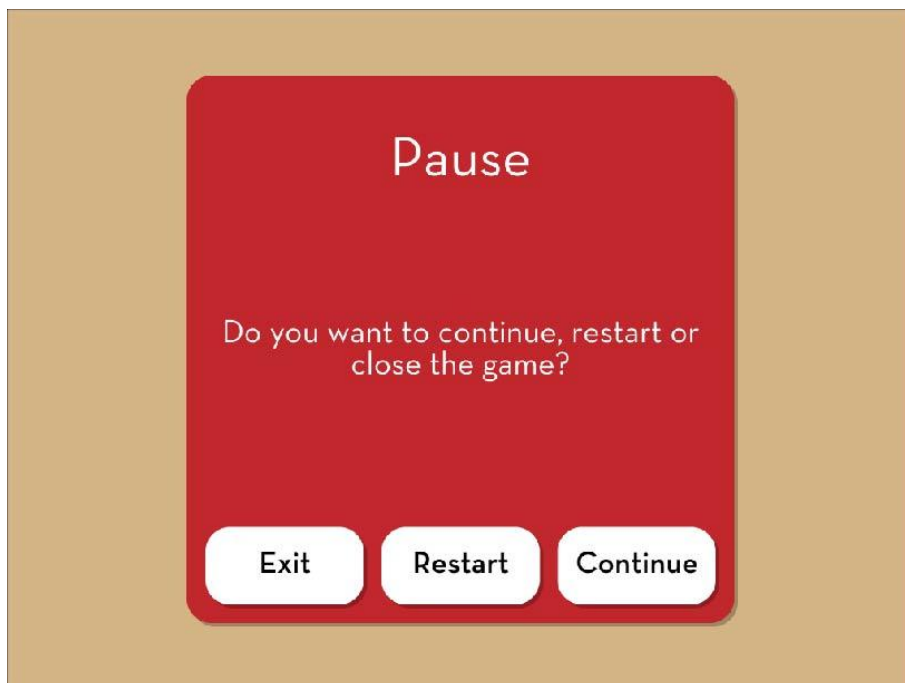 Pause
Do you want to continue, restart or
close the game?
Exit
Restart
Continue